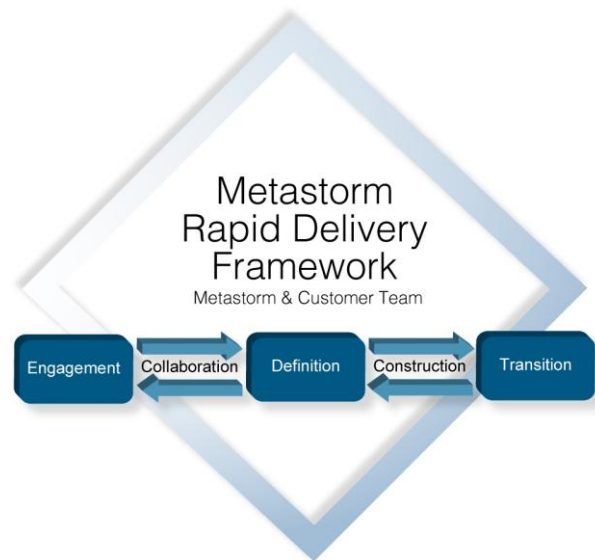 Metastorm
Rapid Delivery
Framework
Metastorm & Customer Team
Engagement Collaboration Definition Construction Transition